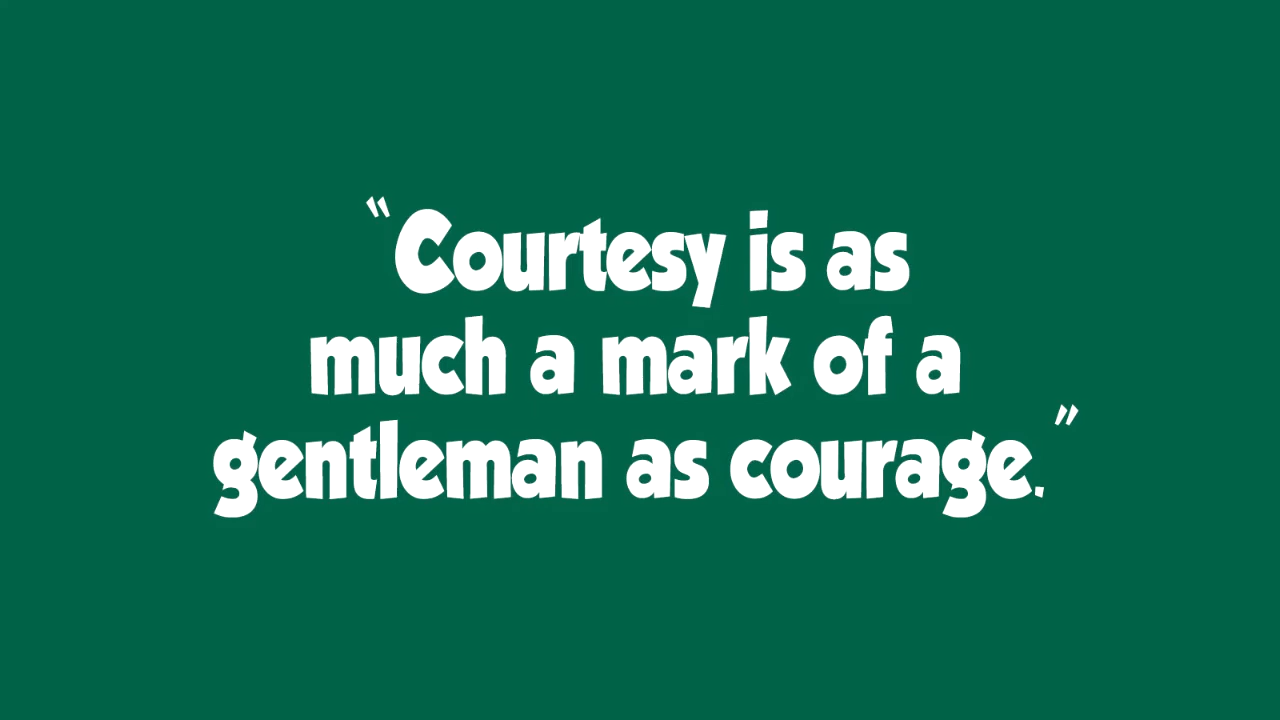 “Courtesy is as
much a mark of a
gentleman as courage.”